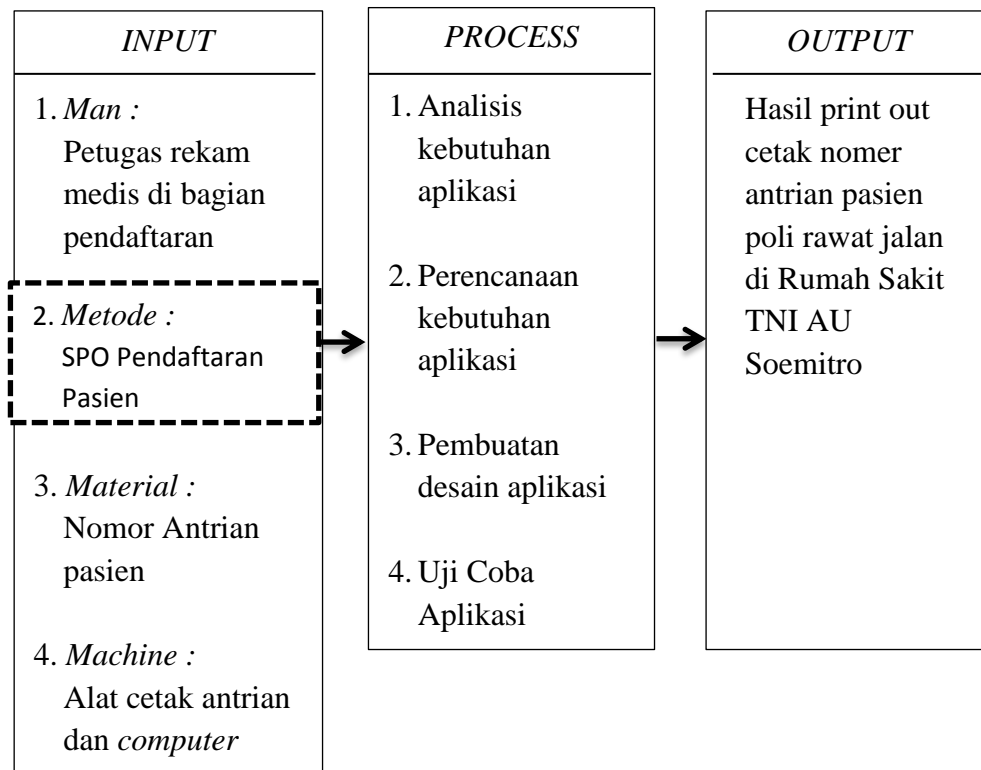 INPUT
1. Man :
Petugas rekam
medis di bagian
pendaftaran
2. Metode :
SPO Pendaftaran
Pasien
3. Material :
Nomor Antrian
pasien
4. Machine :
Alat cetak antrian
dan computer
PROCESS
1. Analisis
kebutuhan
aplikasi
2. Perencanaan
kebutuhan
aplikasi
3. Pembuatan
desain aplikasi
4. Uji Coba
Aplikasi
OUTPUT
Hasil print out
cetak nomer
antrian pasien
poli rawat jalan
di Rumah Sakit
TNI AU
Soemitro